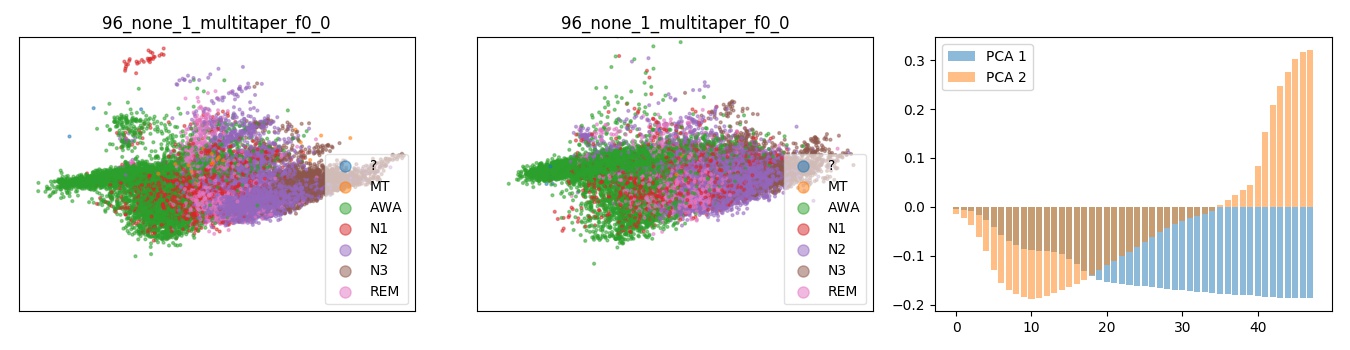 96_none_1_multitaper_f0_0
?
MT
AWA
N1
N2
N3
REM
96_none_1_multitaper_f0_0
?
MT
AWA
N1
N2
N3
REM
PCA 1
PCA 2
0.3
0.2
0.1
0.0
−0.1
−0.2
0 10 20 30 40